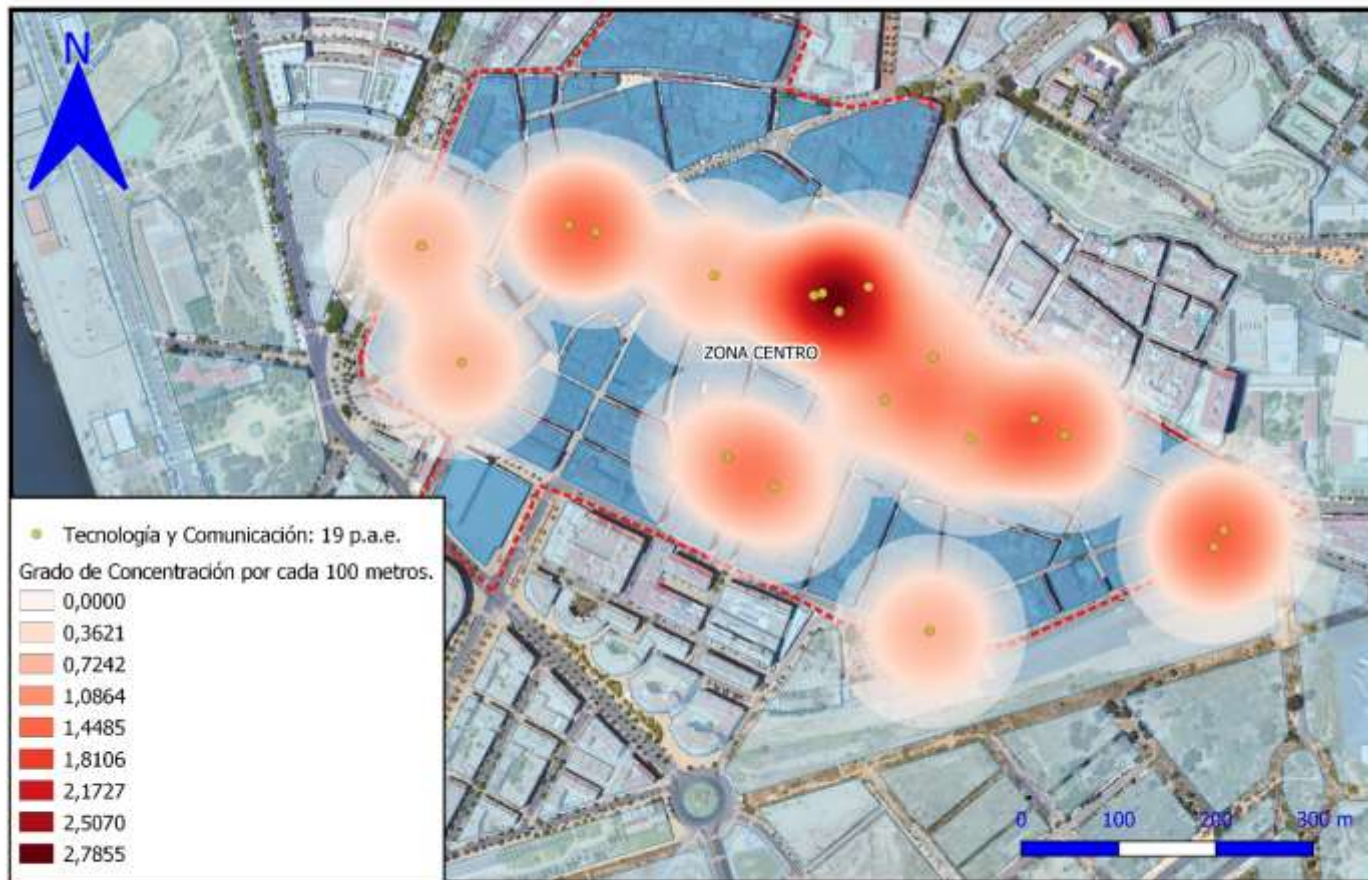 N
ZONA CENTRO
Tecnología y Comunicación: 19 p.a.e.
Grado de Concentración por cada 100 metros.
0,0000
0,3621
0,7242
1,0864
1,4485
1,8106
2,1727
2,5070
2,7855
0 100 200 300 m